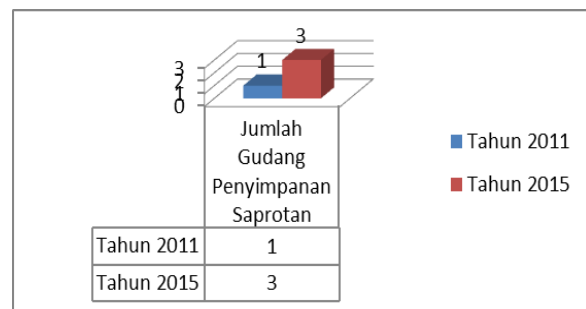 3
1
3
2
1
0
Jumlah
Gudang
Penyimpanan
Saprotan
Tahun 2011
Tahun 2015
Tahun 2011 1
Tahun 2015 3